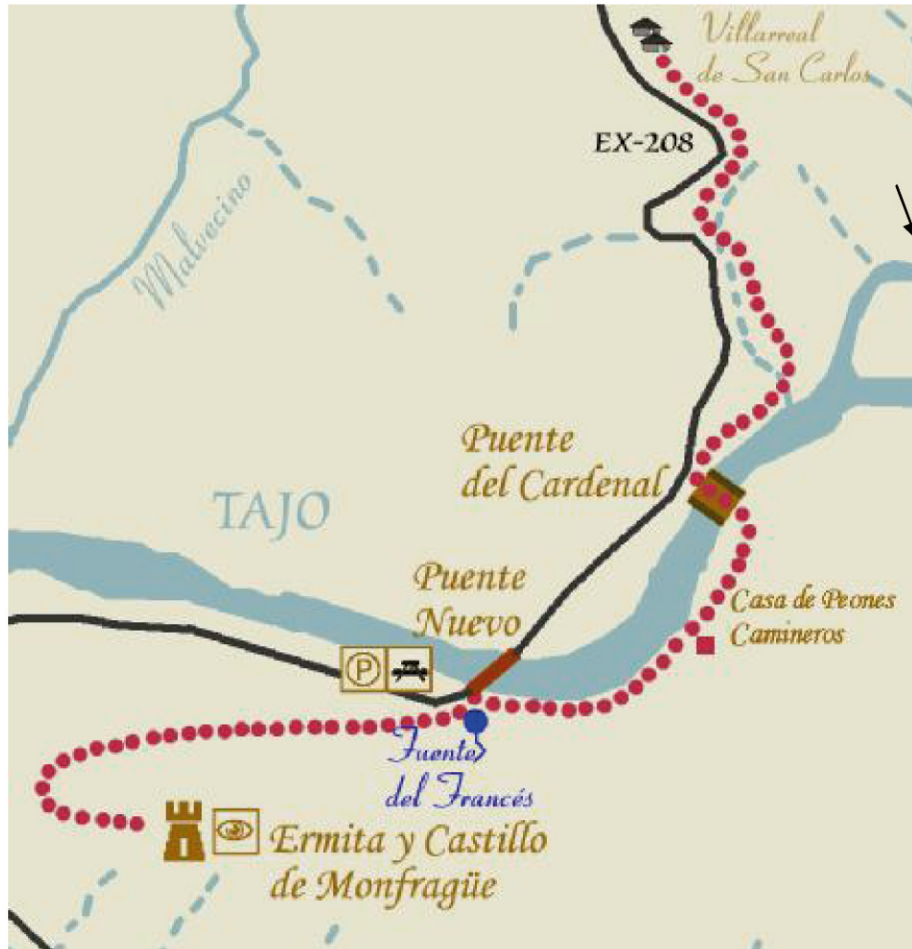 Villarreal
de San Carlos
EX-208
Malvecino
Puente
del Cardenal
TAJO
Puente
Nuevo
Casa de Peones
Camineros
P
Fuente
del Francés
Ermita y Castillo
de Monfragüe